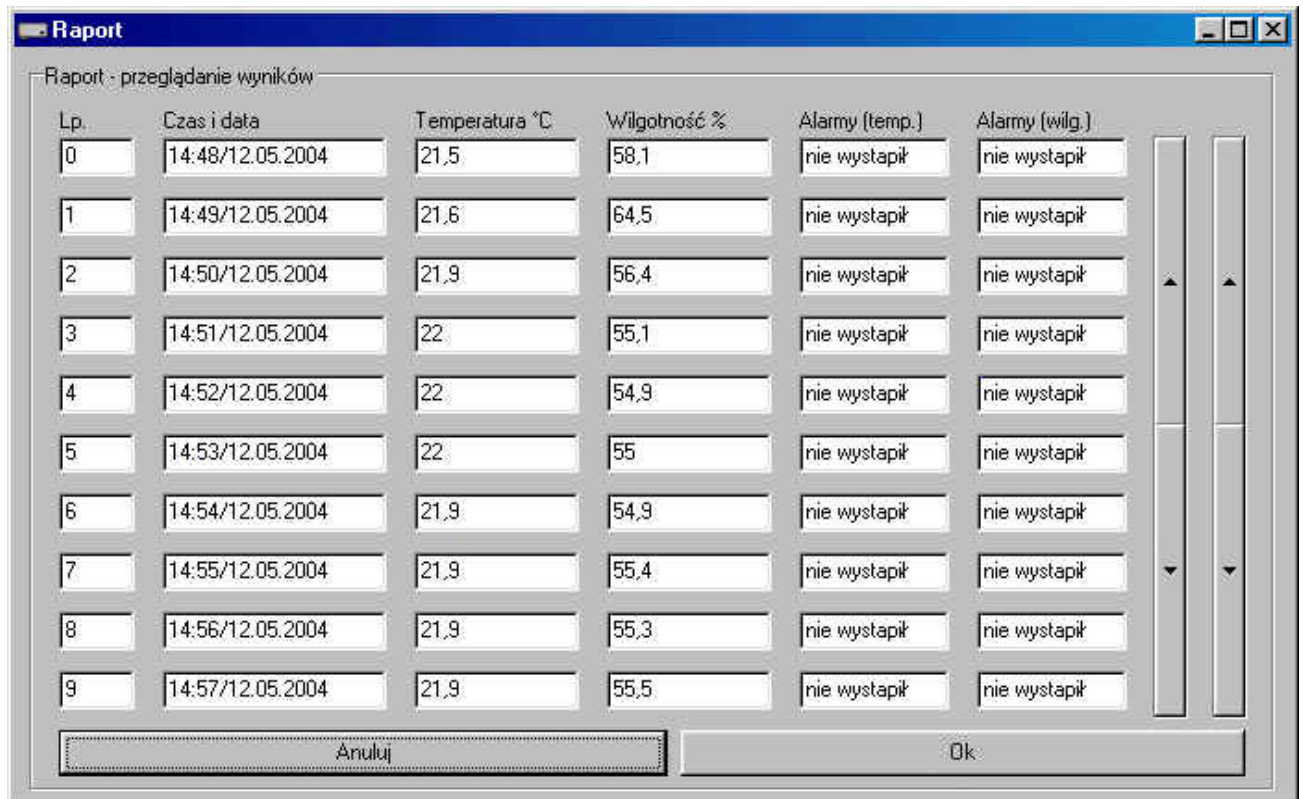 Raport
Raport - przeglądanie wyników
Lp. Czas i data Temperatura °C Wilgotność % Alarmy (temp.) Alarmy (wilg.)
0 14:48/12.05.2004 21,5 58,1 nie wystapił nie wystapił
1 14:49/12.05.2004 21,6 64,5 nie wystapił nie wystapił
2 14:50/12.05.2004 21,9 56,4 nie wystapił nie wystapił
3 14:51/12.05.2004 22 55,1 nie wystapił nie wystapił
4 14:52/12.05.2004 22 54,9 nie wystapił nie wystapił
5 14:53/12.05.2004 22 55 nie wystapił nie wystapił
6 14:54/12.05.2004 21,9 54,9 nie wystapił nie wystapił
7 14:55/12.05.2004 21,9 55,4 nie wystapił nie wystapił
8 14:56/12.05.2004 21,9 55,3 nie wystapił nie wystapił
9 14:57/12.05.2004 21,9 55,5 nie wystapił nie wystapił
Anuluj Ok